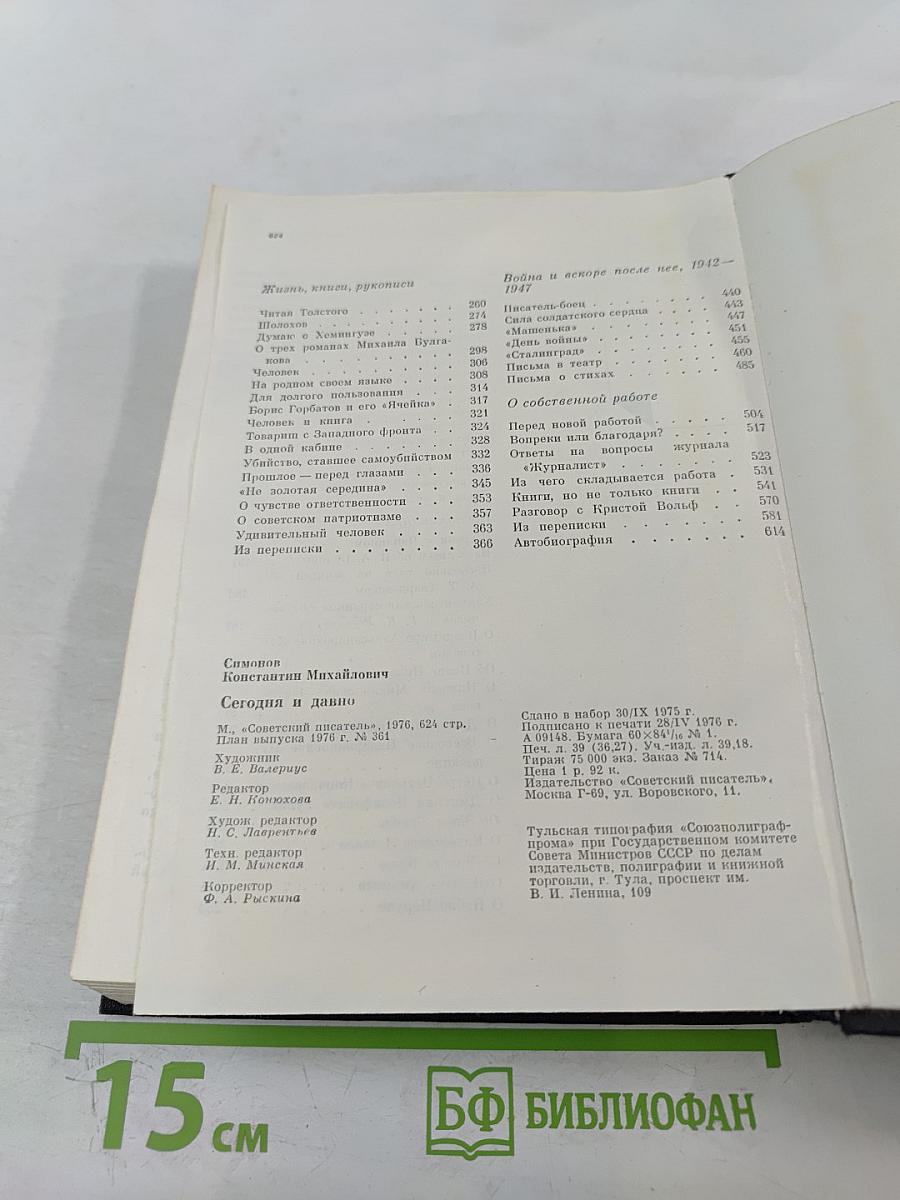 624
Жизнь, книги, рукописи
Читая Толстого . . . . . . . 260
Шолохов . . . . . . . . . 274
Думаю о Хемингуэе . . . . . 278
О трех романах Михаила Булга-
кова . . . . . . . . . . 298
Человек . . . . . . . . . 306
На родном своем языке . . . . 308
Для долгого пользования . . . 314
Борис Горбатов и его «Ячейка» . 317
Человек и книга . . . . . . 321
Товарищ с Западного фронта . . 324
В одной кабине . . . . . . . 328
Убийство, ставшее самоубийством 332
Прошлое — перед глазами . . . 336
«Не золотая середина» . . . . 345
О чувстве ответственности . . . 353
О советском патриотизме . . . 357
Удивительный человек . . . . 363
Из переписки . . . . . . . . 366
Война и вскоре после нее, 1942—
1947
Писатель-боец . . . . . . . 440
Сила солдатского сердца . . . . 443
«Машенька» . . . . . . . . 447
«День войны» . . . . . . . 451
«Сталинград» . . . . . . . 455
Письма в театр . . . . . . . 460
Письма о стихах . . . . . . 485
О собственной работе
Перед новой работой . . . . . 504
Вопреки или благодаря? . . . . 517
Ответы на вопросы журнала
«Журналист» . . . . . . . 523
Из чего складывается работа . 531
Книги, но не только книги . . 541
Разговор с Кристой Вольф . . 570
Из переписки . . . . . . . 581
Автобиография . . . . . . . 614
Симонов
Константин Михайлович
Сегодня и давно
М., «Советский писатель», 1976, 624 стр.
План выпуска 1976 г. № 361
Художник
В. Е. Валериус
Редактор
Е. Н. Конюхова
Худож. редактор
Н. С. Лаврентьев
Техн. редактор
И. М. Минская
Корректор
Ф. А. Рыскина
Сдано в набор 30/IX 1975 г.
Подписано к печати 28/IV 1976 г.
А 09148. Бумага 60×84¹/₁₆ № 1.
Печ. л. 39 (36,27). Уч.-изд. л. 39,18.
Тираж 75 000 экз. Заказ № 714.
Цена 1 р. 92 к.
Издательство «Советский писатель»,
Москва Г-69, ул. Воровского, 11.
Тульская типография «Союзполиграф-
прома» при Государственном комитете
Совета Министров СССР по делам
издательств, полиграфии и книжной
торговли, г. Тула, проспект им.
В. И. Ленина, 109
15 см
БФ БИБЛИОФАН